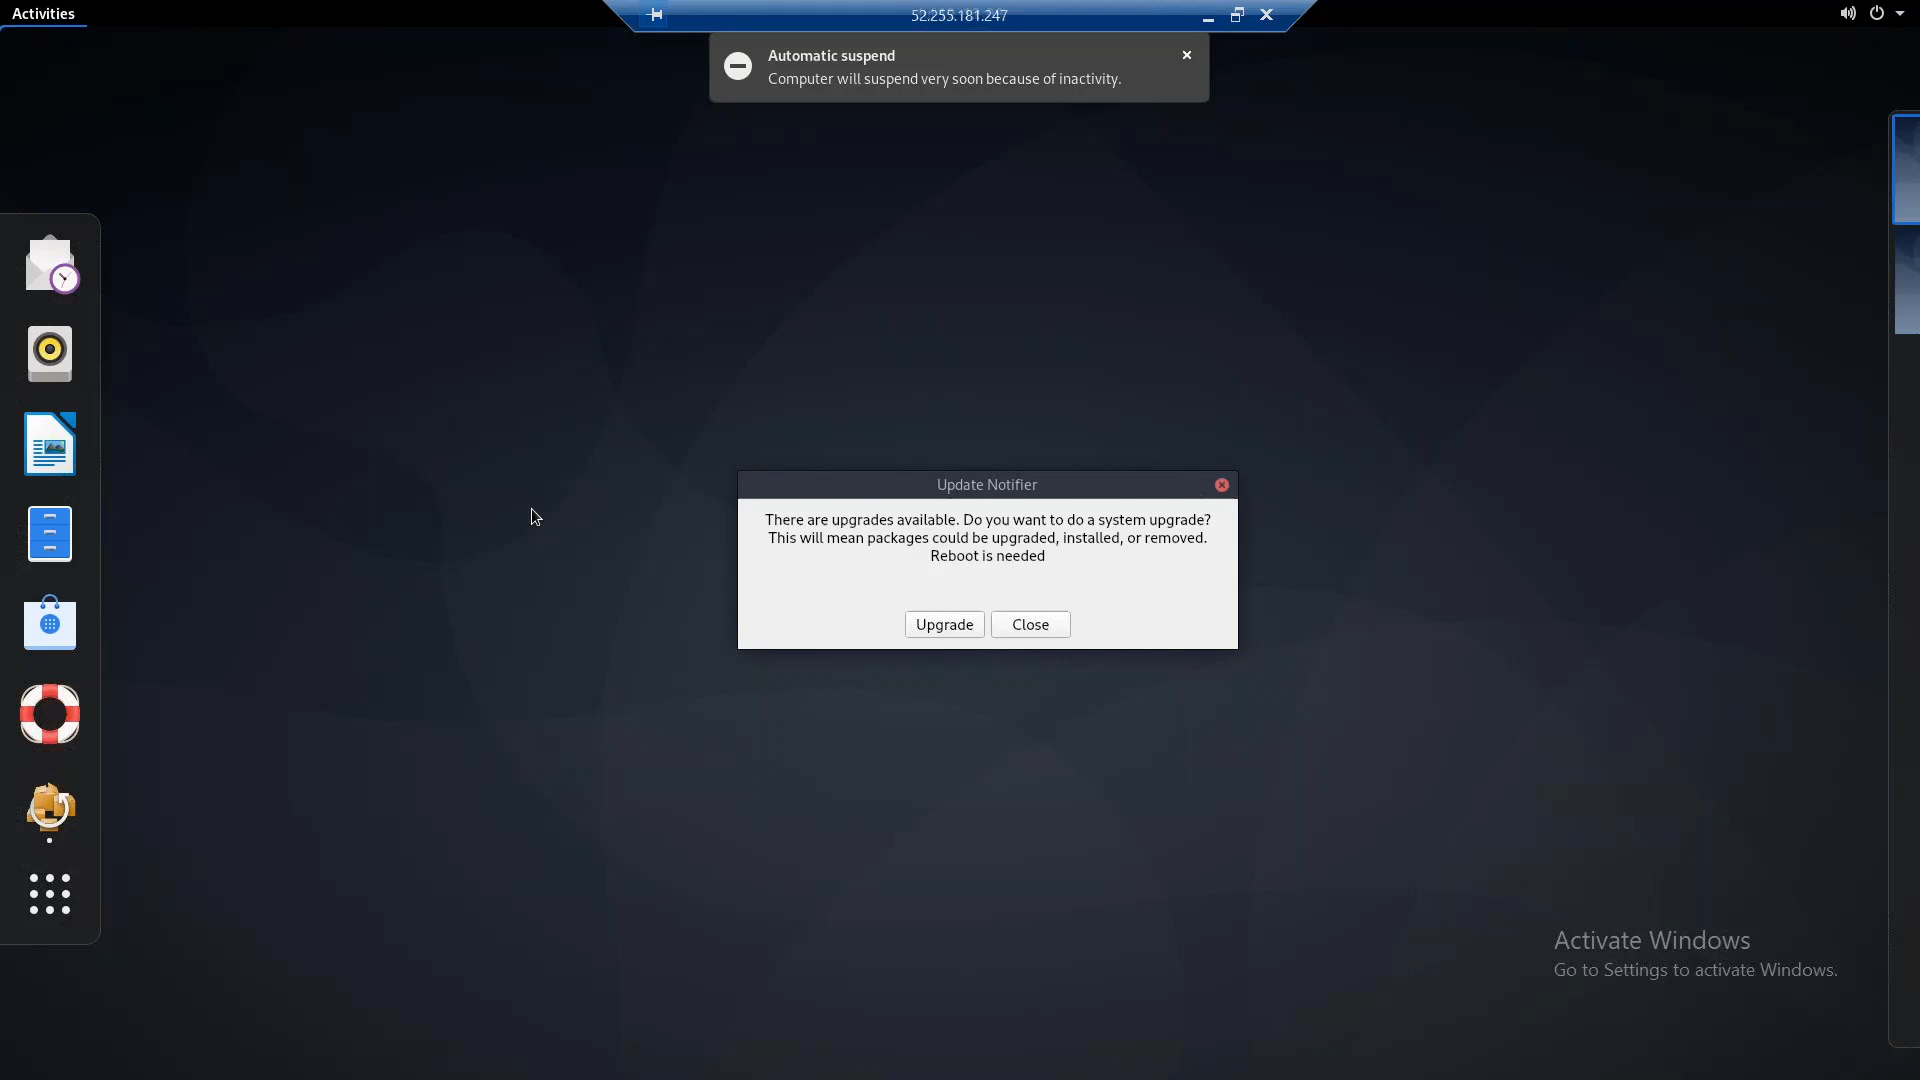 Activities
52.255.181.247
Automatic suspend
Computer will suspend very soon because of inactivity.
Update Notifier
There are upgrades available. Do you want to do a system upgrade?
This will mean packages could be upgraded, installed, or removed.
Reboot is needed
Upgrade
Close
Activate Windows
Go to Settings to activate Windows.